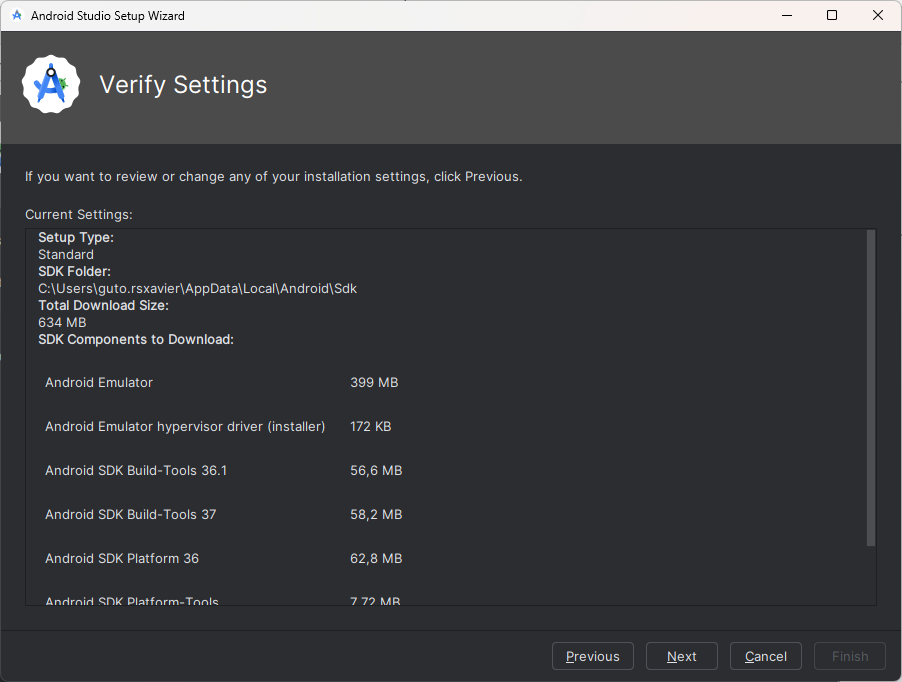 Android Studio Setup Wizard
Verify Settings
If you want to review or change any of your installation settings, click Previous.
Current Settings:
Setup Type:
Standard
SDK Folder:
C:\Users\guto.rsxavier\AppData\Local\Android\Sdk
Total Download Size:
634 MB
SDK Components to Download:
Android Emulator 399 MB
Android Emulator hypervisor driver (installer) 172 KB
Android SDK Build-Tools 36.1 56,6 MB
Android SDK Build-Tools 37 58,2 MB
Android SDK Platform 36 62,8 MB
Android SDK Platform-Tools 7,72 MB
Previous Next Cancel Finish